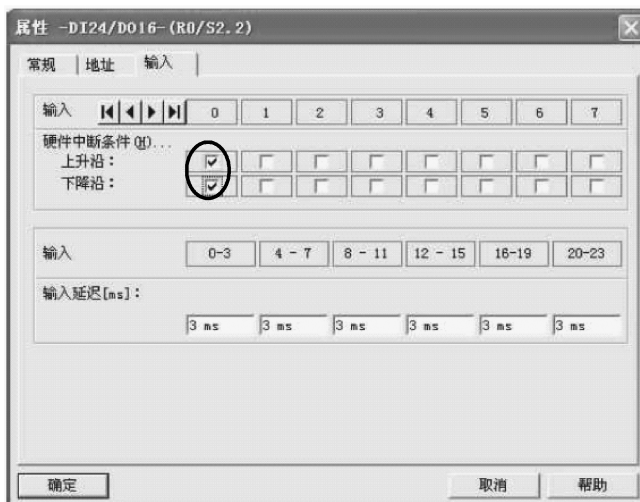 属性 -DI24/DO16-(R0/S2.2)
常规 地址 输入
输入 0 1 2 3 4 5 6 7
硬件中断条件(H)...
上升沿：
下降沿：
输入 0-3 4 - 7 8 - 11 12 - 15 16-19 20-23
输入延迟[ms]：
3 ms 3 ms 3 ms 3 ms 3 ms 3 ms
确定 取消 帮助